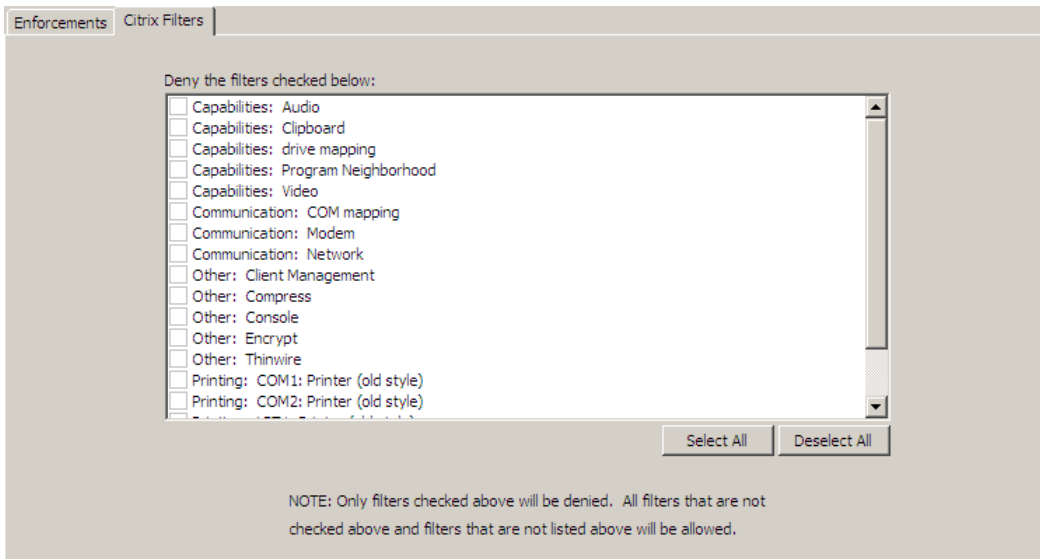 Enforcements Citrix Filters
Deny the filters checked below:
Capabilities: Audio
Capabilities: Clipboard
Capabilities: drive mapping
Capabilities: Program Neighborhood
Capabilities: Video
Communication: COM mapping
Communication: Modem
Communication: Network
Other: Client Management
Other: Compress
Other: Console
Other: Encrypt
Other: Thinwire
Printing: COM1: Printer (old style)
Printing: COM2: Printer (old style)
Select All Deselect All
NOTE: Only filters checked above will be denied. All filters that are not
checked above and filters that are not listed above will be allowed.